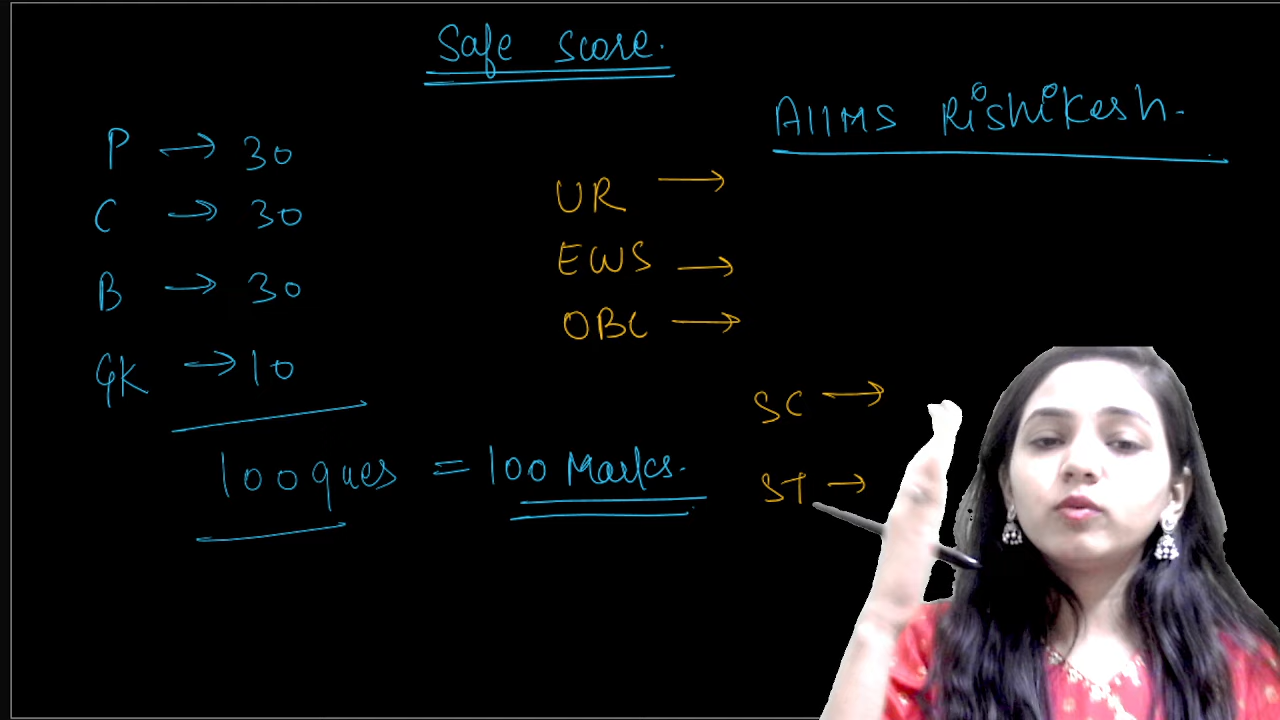 Safe score.
AIIMS Rishikesh.
P → 30
C → 30
B → 30
GK → 10
100 ques = 100 Marks.
UR →
EWS →
OBC →
SC →
ST →